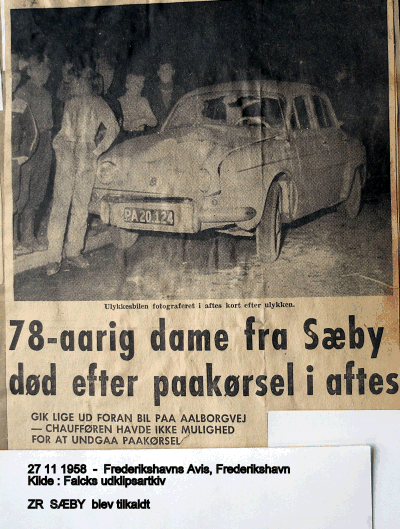 PA 20.124
Ulykkesbilen fotograferet i aftes kort efter ulykken.
78-aarig dame fra Sæby
død efter paakørsel i aftes
GIK LIGE UD FORAN BIL PAA AALBORGVEJ
— CHAUFFØREN HAVDE IKKE MULIGHED
FOR AT UNDGAA PAAKØRSEL
27 11 1958 - Frederikshavns Avis, Frederikshavn
Kilde : Falcks udklipsartkiv
ZR SÆBY blev tilkaldt